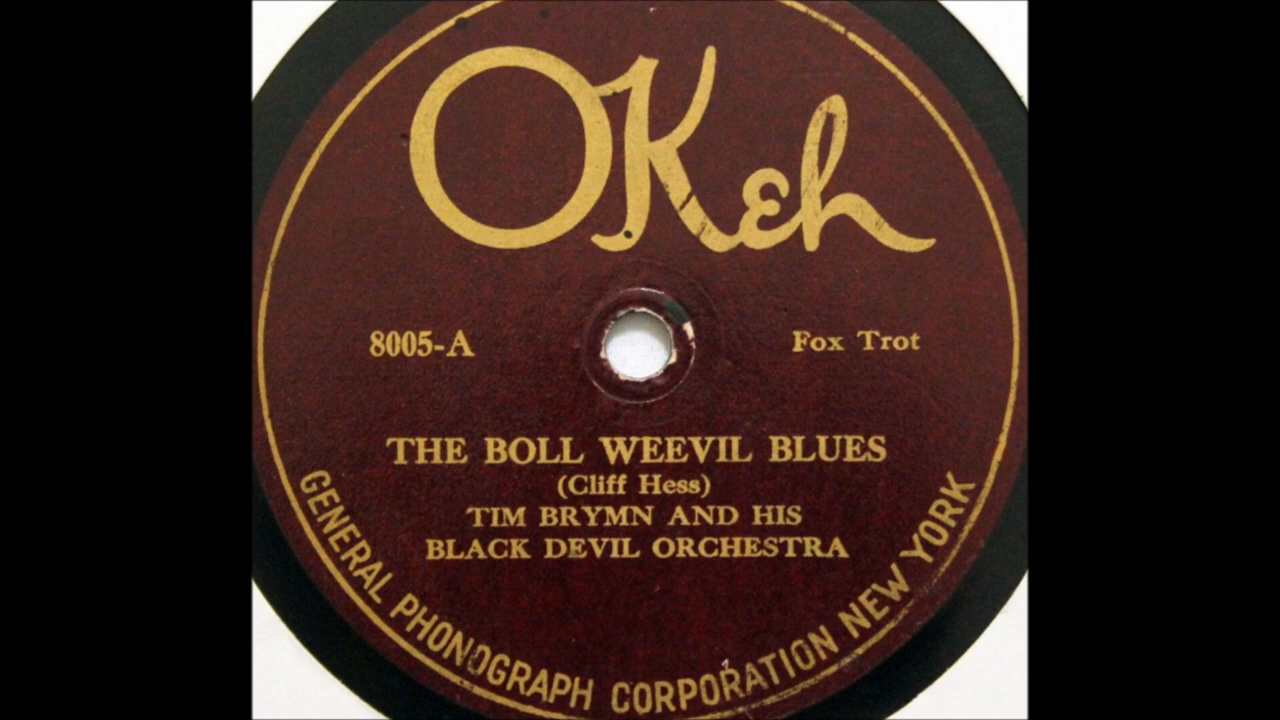 OKeh
8005-A
Fox Trot
THE BOLL WEEVIL BLUES
(Cliff Hess)
TIM BRYMN AND HIS
BLACK DEVIL ORCHESTRA
GENERAL PHONOGRAPH CORPORATION NEW YORK